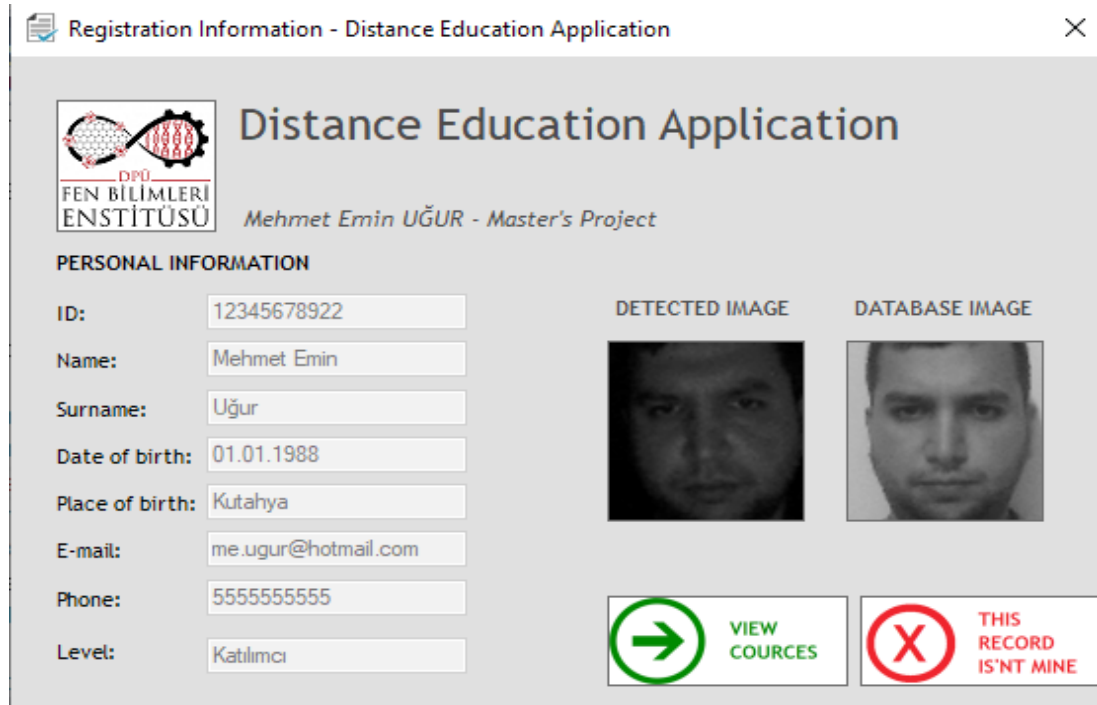 Registration Information - Distance Education Application
Distance Education Application
DPÜ
FEN BİLİMLERİ
ENSTİTÜSÜ
Mehmet Emin UĞUR - Master's Project
PERSONAL INFORMATION
ID: 12345678922
Name: Mehmet Emin
Surname: Uğur
Date of birth: 01.01.1988
Place of birth: Kutahya
E-mail: me.ugur@hotmail.com
Phone: 5555555555
Level: Katılımcı
DETECTED IMAGE
DATABASE IMAGE
VIEW
COURCES
X
THIS
RECORD
IS'NT MINE